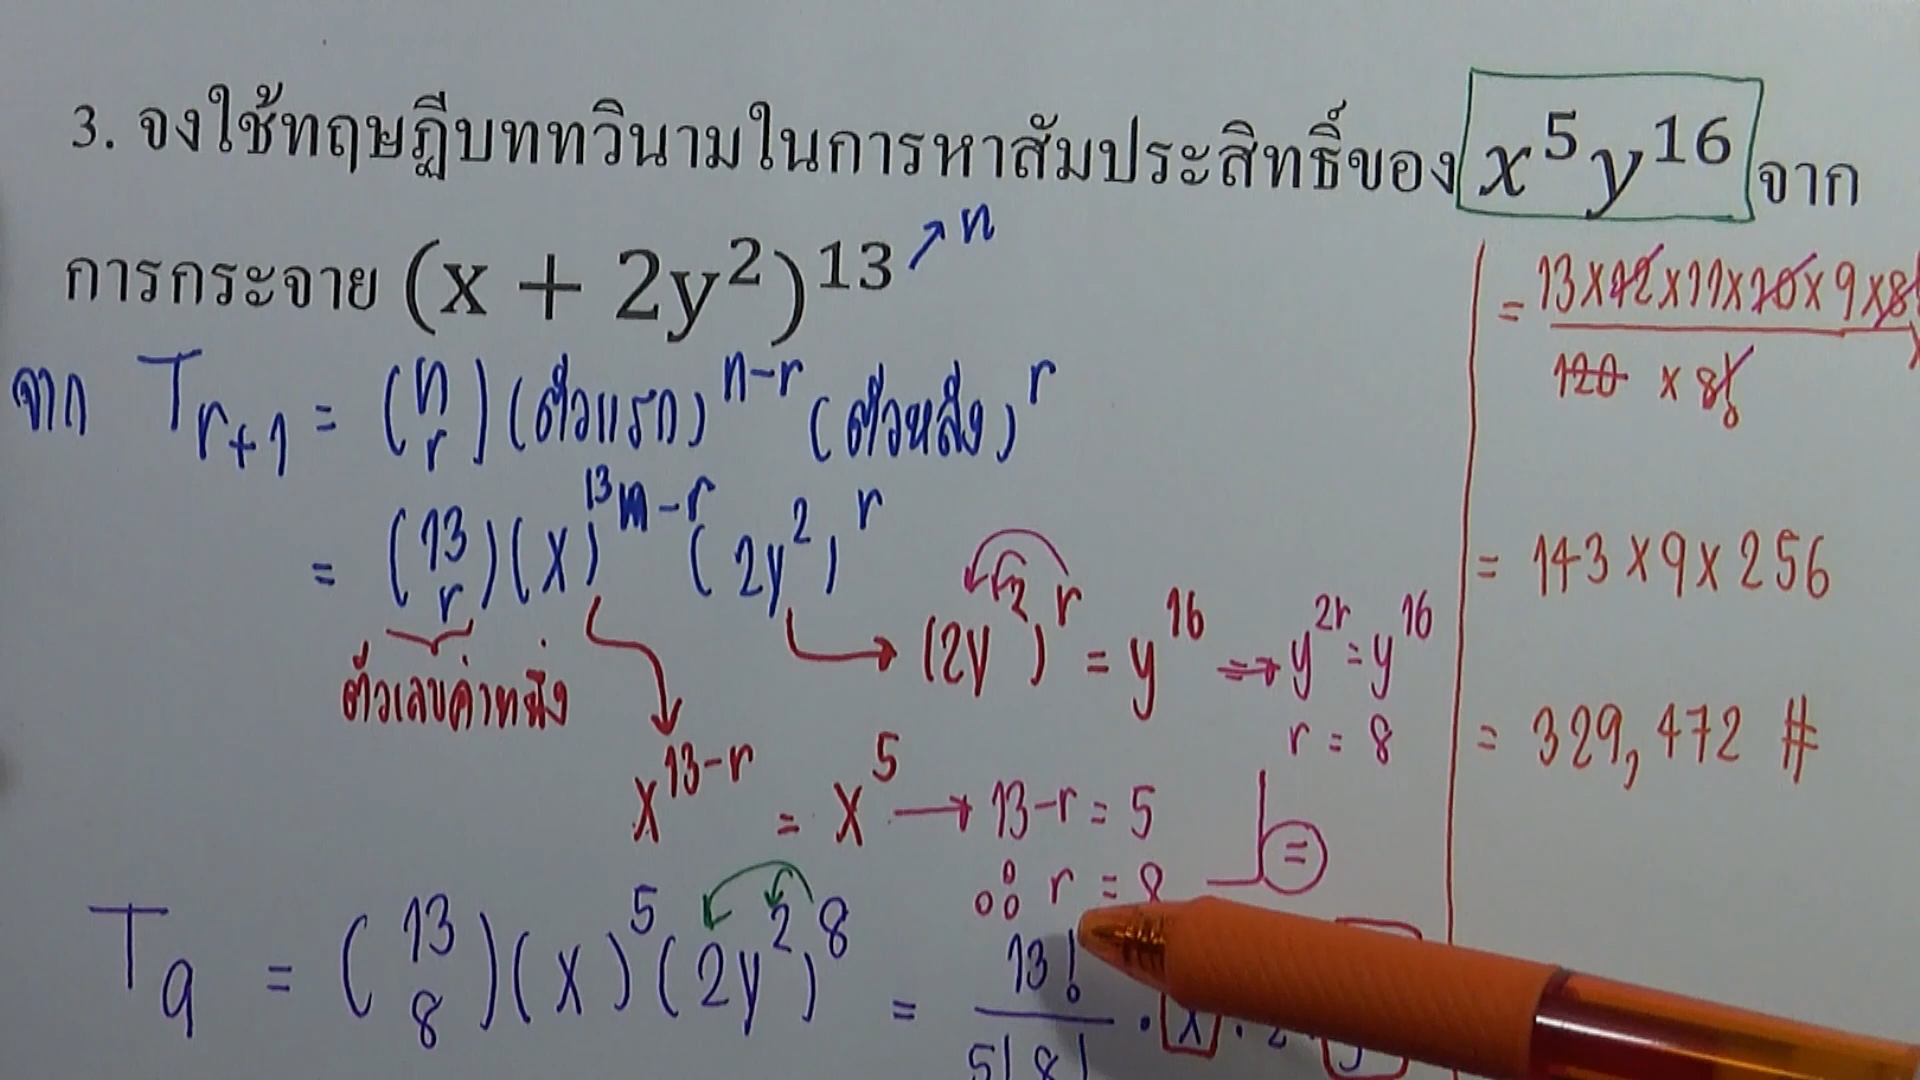 3. จงใช้ทฤษฎีบททวินามในการหาสัมประสิทธิ์ของ x⁵y¹⁶ จาก
การกระจาย (x + 2y²)¹³ ↗ n
จาก T_{r+1} = (n r) (ตัวแรก)^{n-r} (ตัวหลัง)^r
= (13 r) (x)^{13-r} (2y²)^r
ตัวเลขค่าหนึ่ง
(2y²)^r = y¹⁶ ⇒ y^{2r} = y¹⁶
r = 8
x^{13-r} = x⁵ → 13-r = 5
∴ r = 8
=
T₉ = (13 8) (x)⁵ (2y²)⁸ = 13! / 5! 8! ·
= 13×12×11×10×9×8! / 120 × 8!
= 143×9×256
= 329,472 #